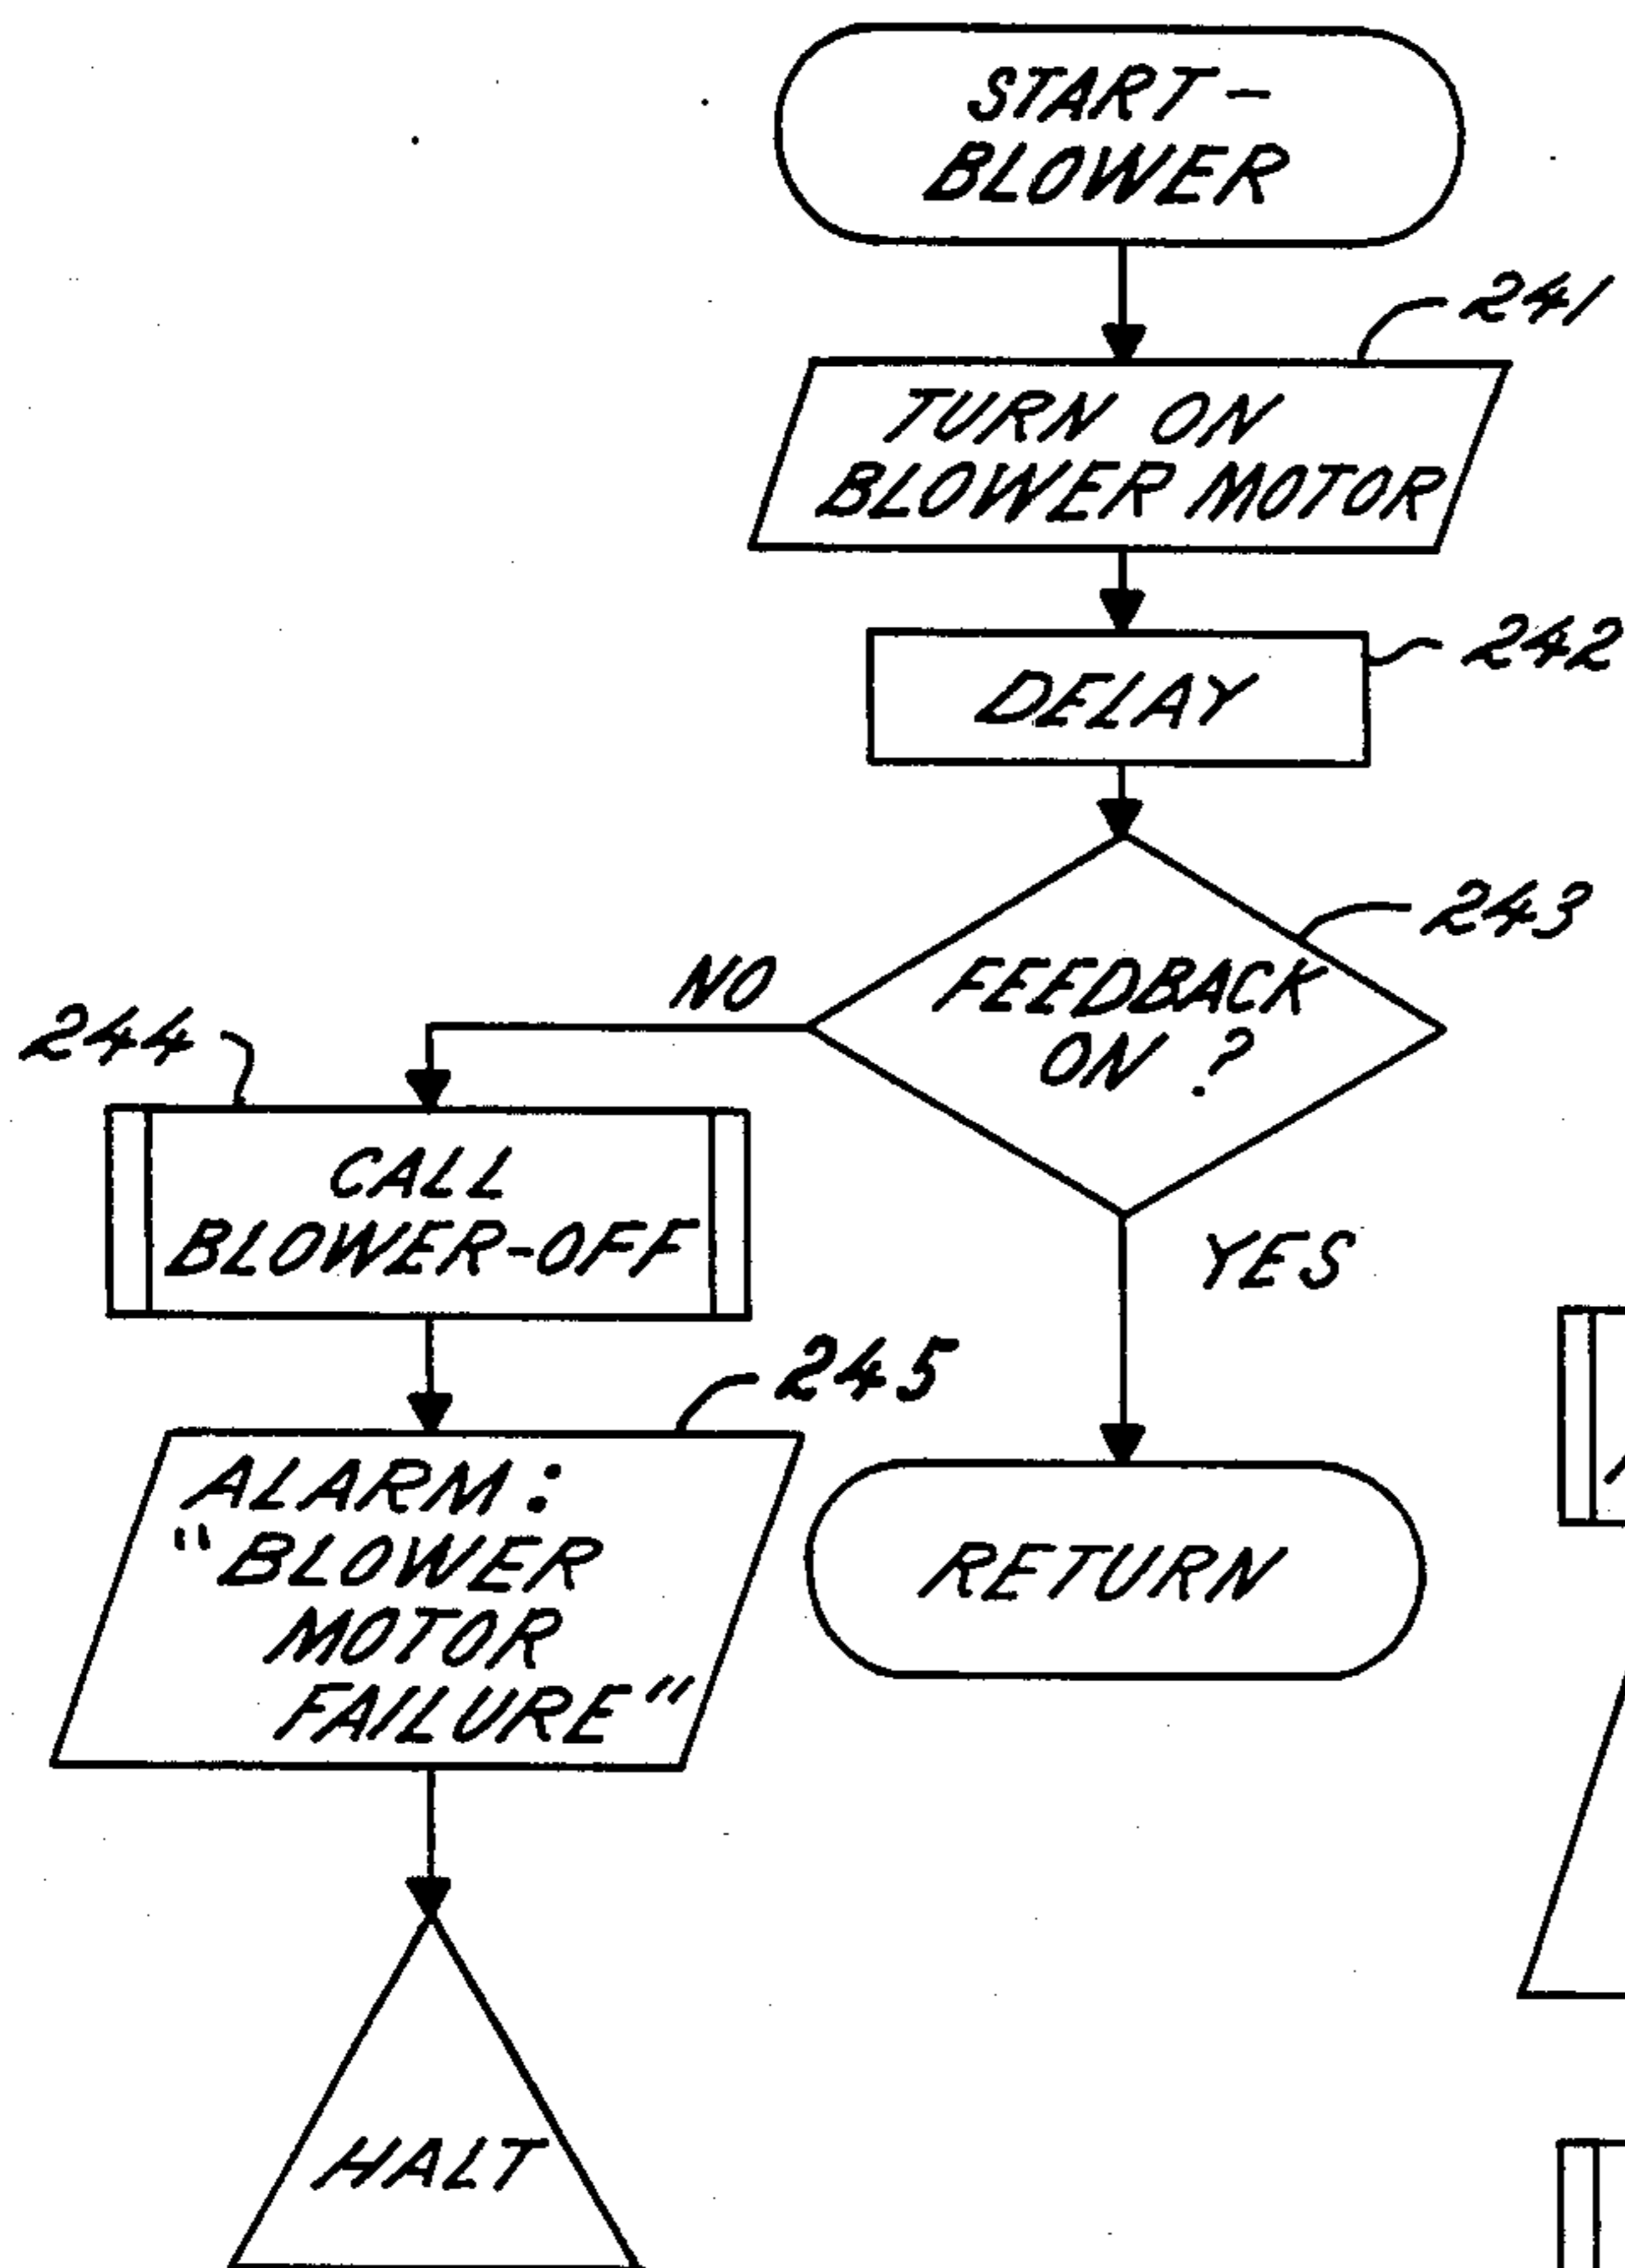 START-
BLOWER
241
TURN ON
BLOWER MOTOR
242
DELAY
243
FEEDBACK
ON ?
NO
244
CALL
BLOWER-OFF
YES
245
ALARM:
"BLOWER
MOTOR
FAILURE"
RETURN
HALT